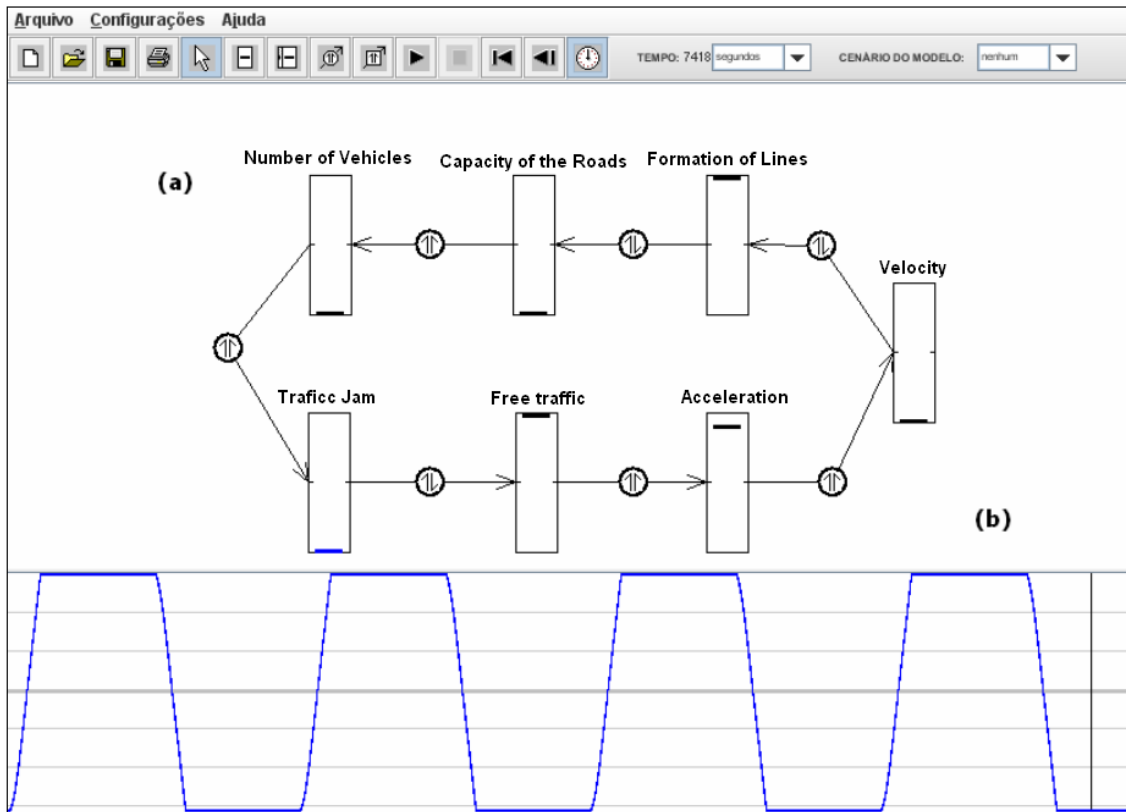 Arquivo Configurações Ajuda
TEMPO: 7418 segundos CENÁRIO DO MODELO: nenhum
(a)
Number of Vehicles
Capacity of the Roads
Formation of Lines
Velocity
Traficc Jam
Free traffic
Acceleration
(b)